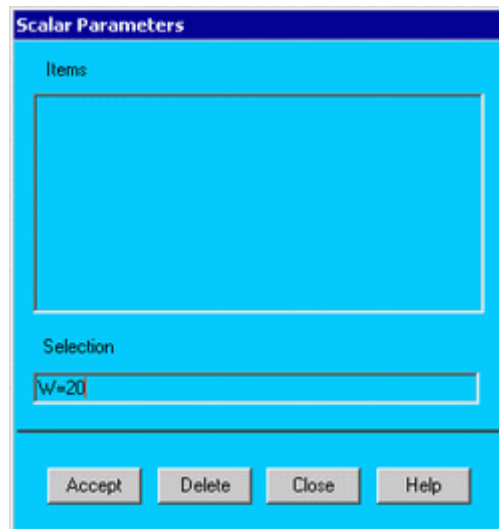 Scalar Parameters
Items
Selection
W=20
Accept Delete Close Help